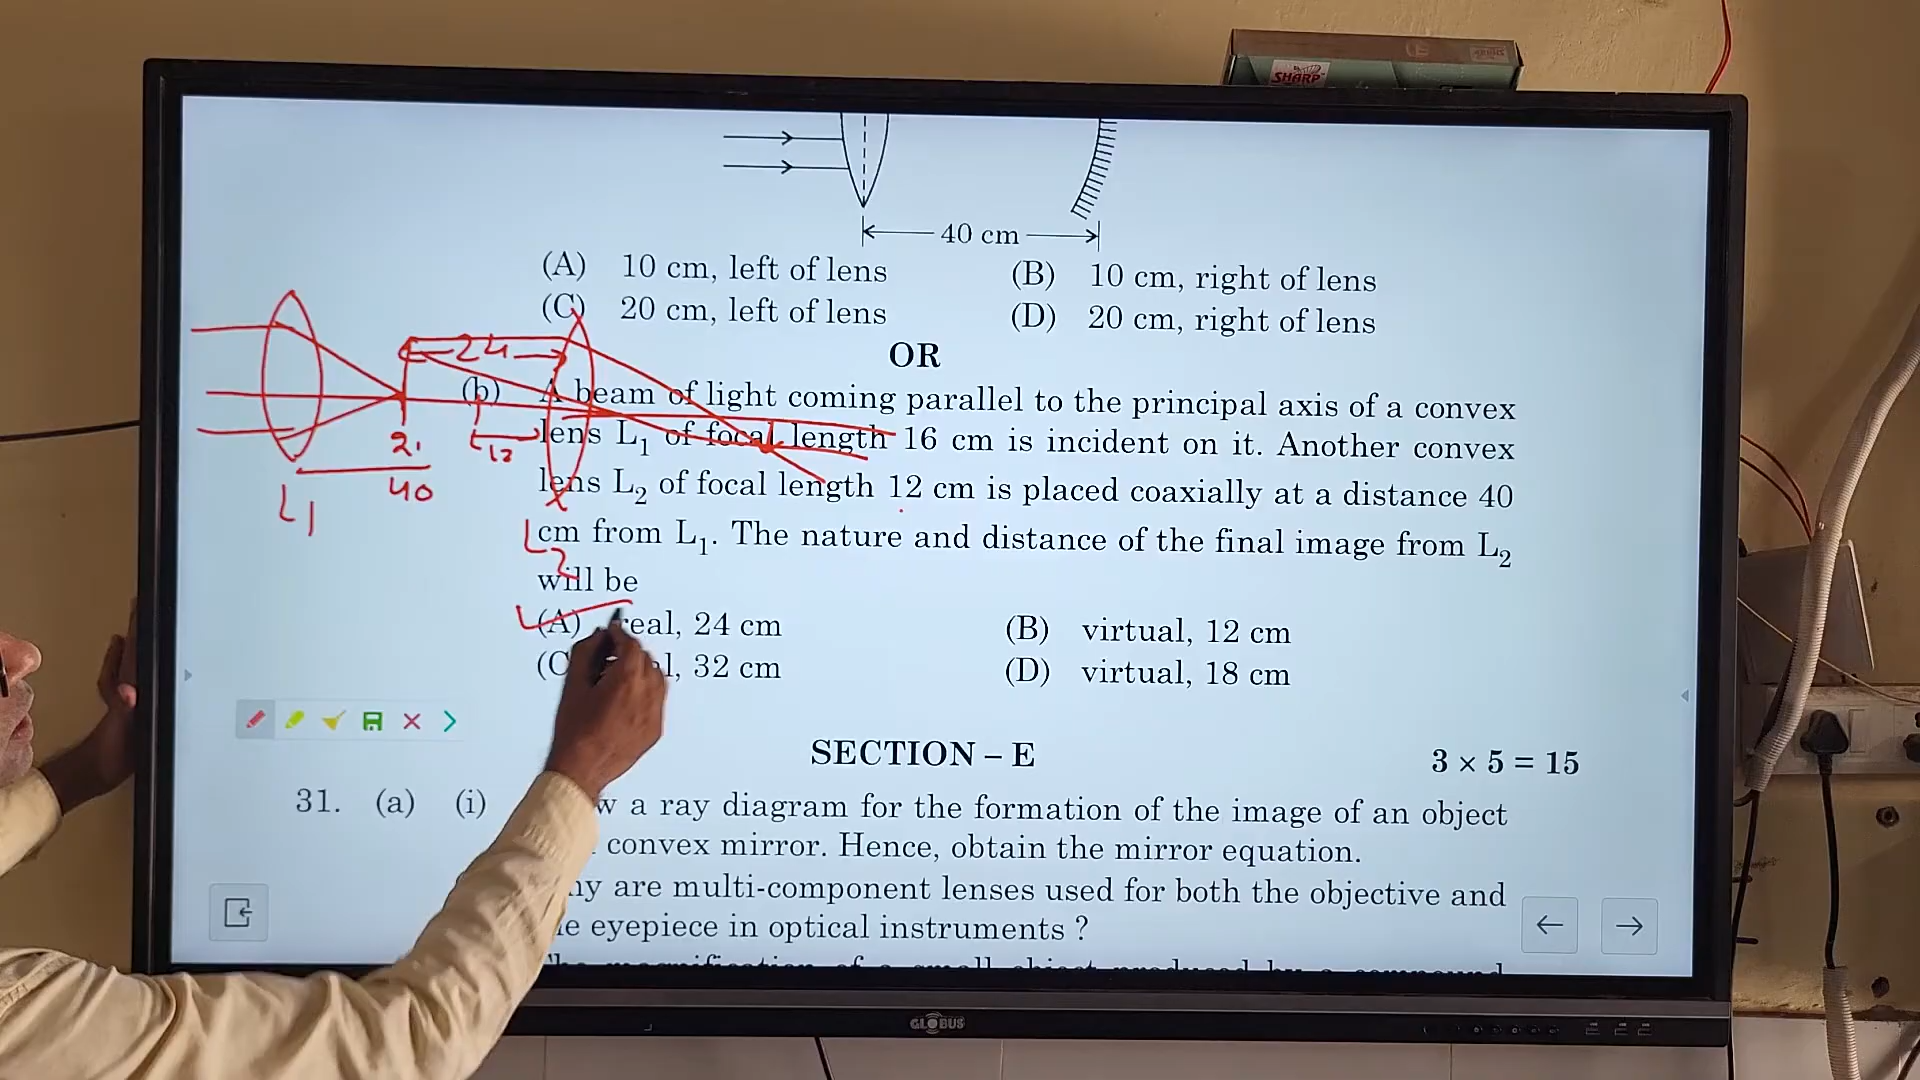 SHARP
40 cm
(A) 10 cm, left of lens (B) 10 cm, right of lens
(C) 20 cm, left of lens (D) 20 cm, right of lens
24
OR
(b) A beam of light coming parallel to the principal axis of a convex
lens L1 of focal length 16 cm is incident on it. Another convex
12
40
lens L2 of focal length 12 cm is placed coaxially at a distance 40
L1
cm from L1. The nature and distance of the final image from L2
L2
will be
(A) real, 24 cm (B) virtual, 12 cm
(C 32 cm (D) virtual, 18 cm
SECTION – E 3 × 5 = 15
31. (a) (i) w a ray diagram for the formation of the image of an object
convex mirror. Hence, obtain the mirror equation.
hy are multi-component lenses used for both the objective and
e eyepiece in optical instruments ?
GLOBUS